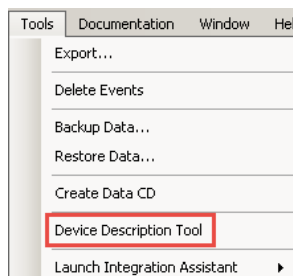 Tools Documentation Window Hel
Export...
Delete Events
Backup Data...
Restore Data...
Create Data CD
Device Description Tool
Launch Integration Assistant